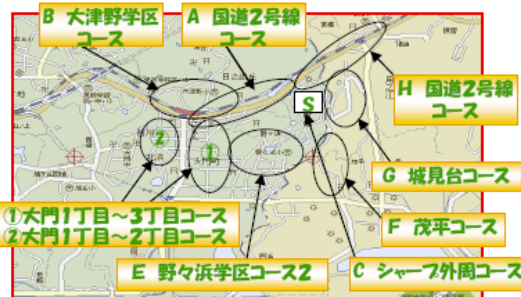 B 大津野学区
コース
A 国道2号線
コース
H 国道2号線
コース
S
②
①
大門町
G 城見台コース
①大門1丁目～3丁目コース
②大門1丁目～2丁目コース
F 茂平コース
E 野々浜学区コース2
C シャープ外周コース